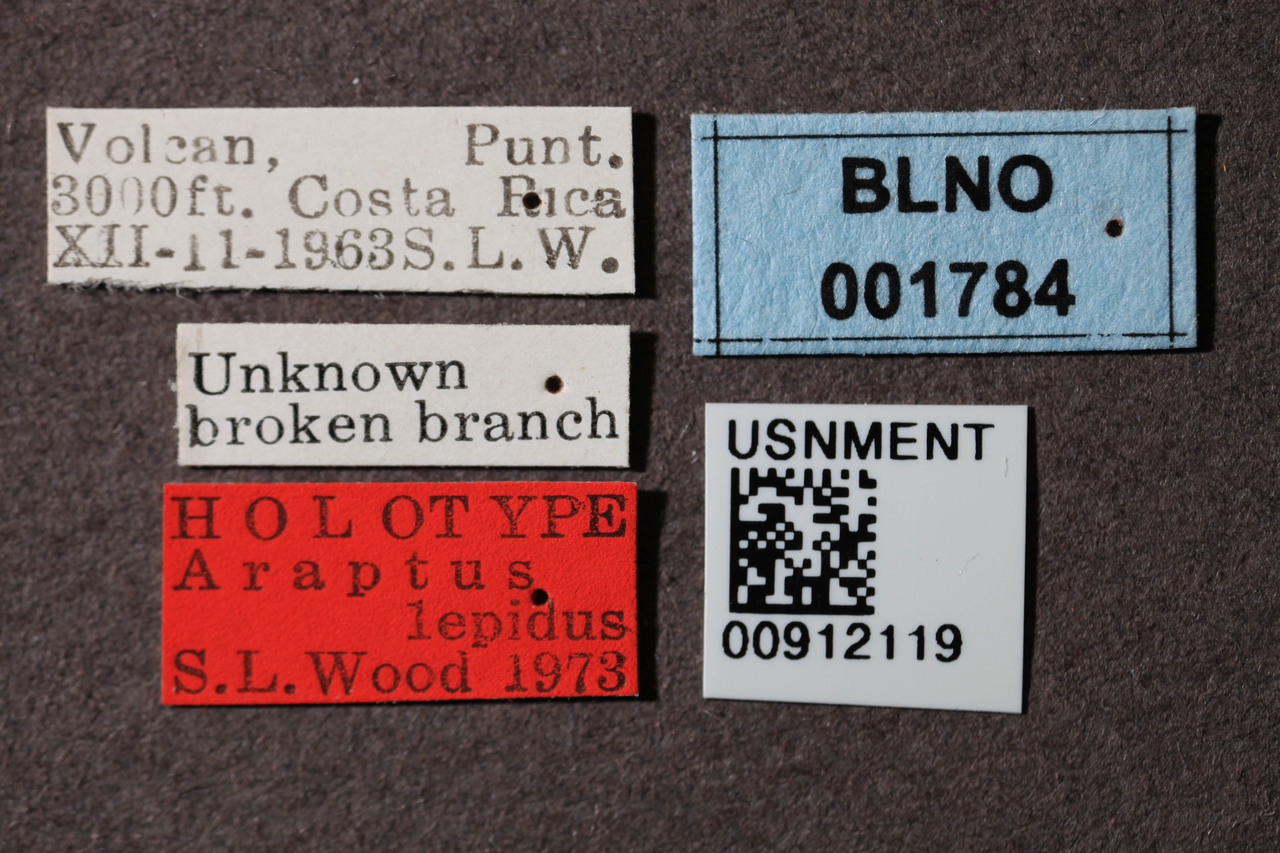 Volcan, Punt.
3000ft. Costa Rica
XII-11-1963 S.L.W.
Unknown
broken branch
HOLOTYPE
Araptus
lepidus
S.L. Wood 1973
BLNO
001784
USNMENT
00912119